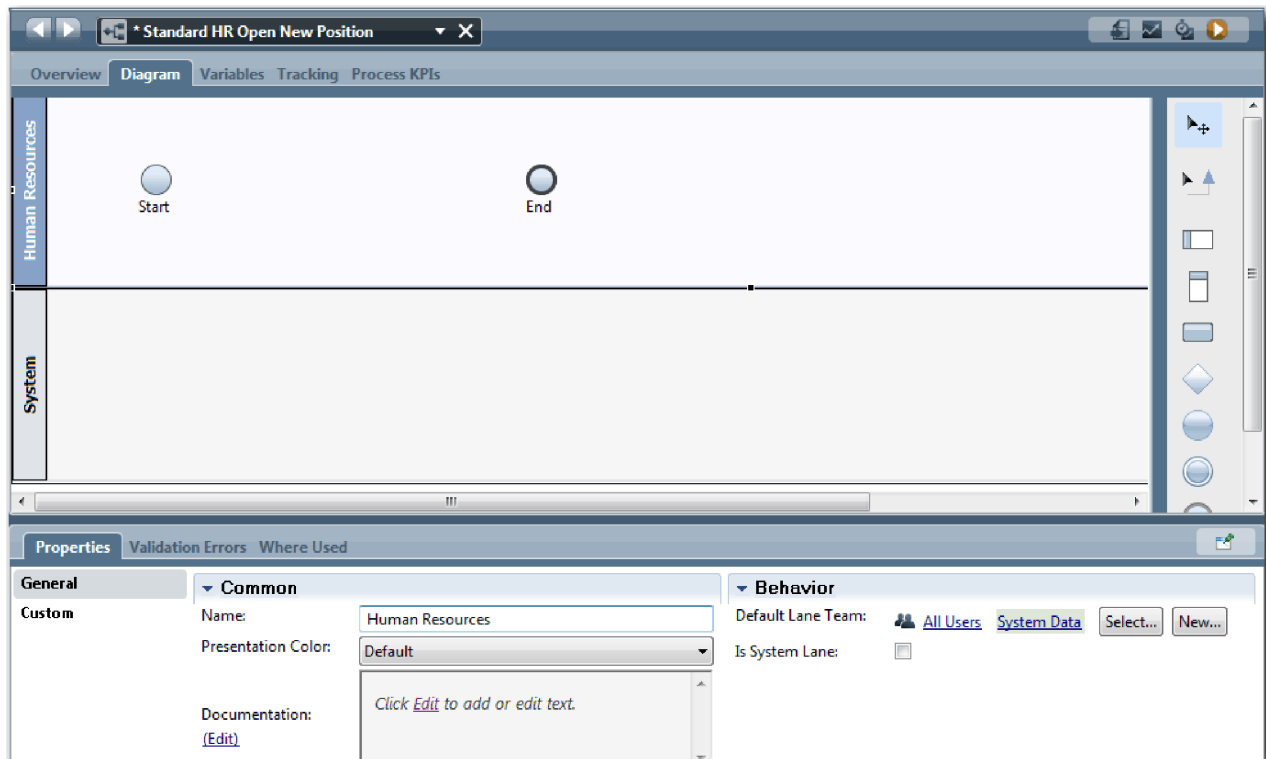 * Standard HR Open New Position
Overview Diagram Variables Tracking Process KPIs
Human Resources
Start
End
System
Properties Validation Errors Where Used
General
Custom
Common
Name: Human Resources
Presentation Color: Default
Documentation:
(Edit)
Click Edit to add or edit text.
Behavior
Default Lane Team: All Users System Data Select... New...
Is System Lane: